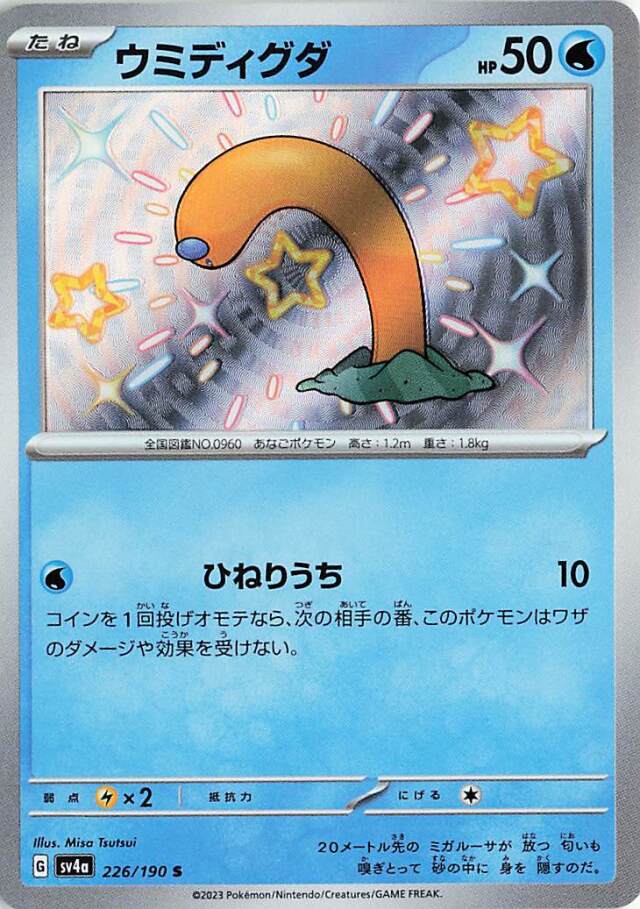 たね ウミディグダ HP50
全国図鑑NO.0960 あなごポケモン 高さ:1.2m 重さ:1.8kg
ひねりうち 10
コインを1回投げオモテなら、次の相手の番、このポケモンはワザ
のダメージや効果を受けない。
弱点 ×2 抵抗力 にげる
Illus. Misa Tsutsui
G sv4a 226/190 S
20メートル先の ミガルーサが 放つ 匂いも
嗅ぎとって 砂の中に 身を 隠すのだ。
©2023 Pokémon/Nintendo/Creatures/GAME FREAK.